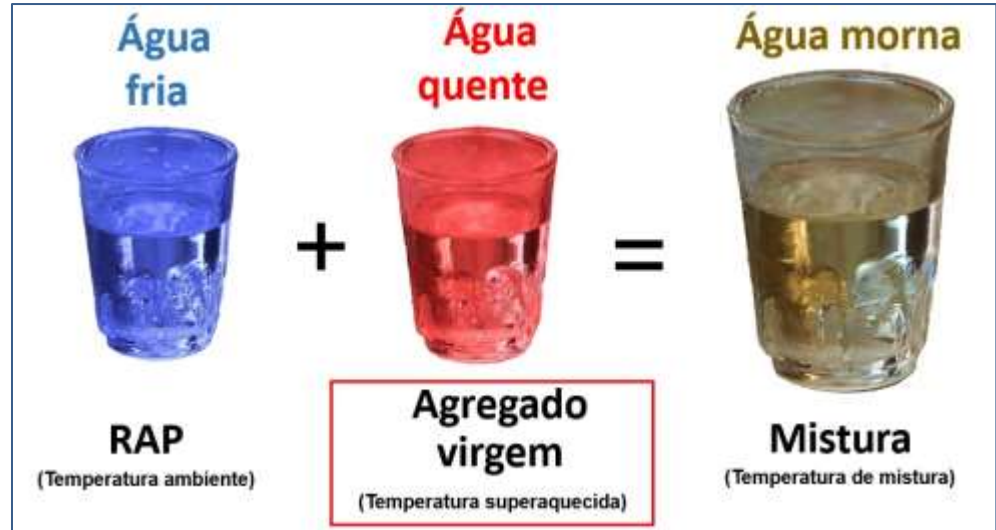 Água
fria
Água
quente
Água morna
+
=
RAP
(Temperatura ambiente)
Agregado
virgem
(Temperatura superaquecida)
Mistura
(Temperatura de mistura)